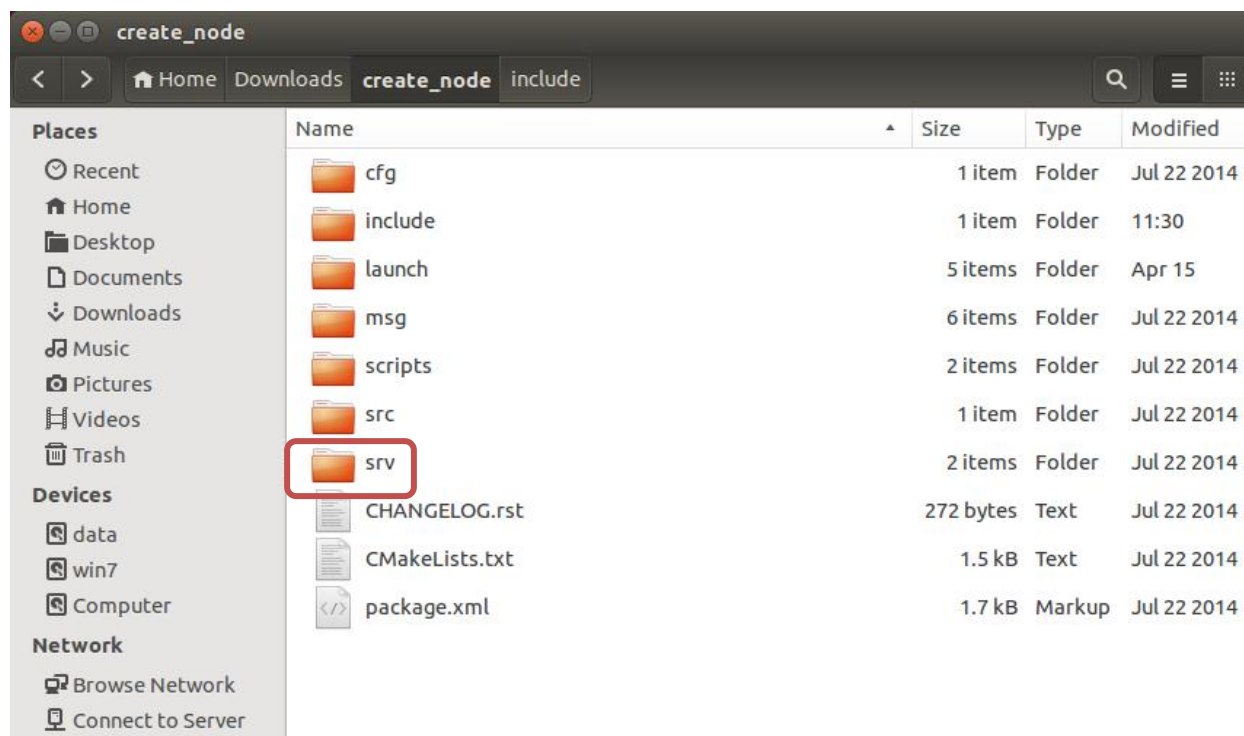 create_node
Home Downloads create_node include
Places
Recent
Home
Desktop
Documents
Downloads
Music
Pictures
Videos
Trash
Devices
data
win7
Computer
Network
Browse Network
Connect to Server
Name Size Type Modified
cfg 1 item Folder Jul 22 2014
include 1 item Folder 11:30
launch 5 items Folder Apr 15
msg 6 items Folder Jul 22 2014
scripts 2 items Folder Jul 22 2014
src 1 item Folder Jul 22 2014
srv 2 items Folder Jul 22 2014
CHANGELOG.rst 272 bytes Text Jul 22 2014
CMakeLists.txt 1.5 kB Text Jul 22 2014
package.xml 1.7 kB Markup Jul 22 2014